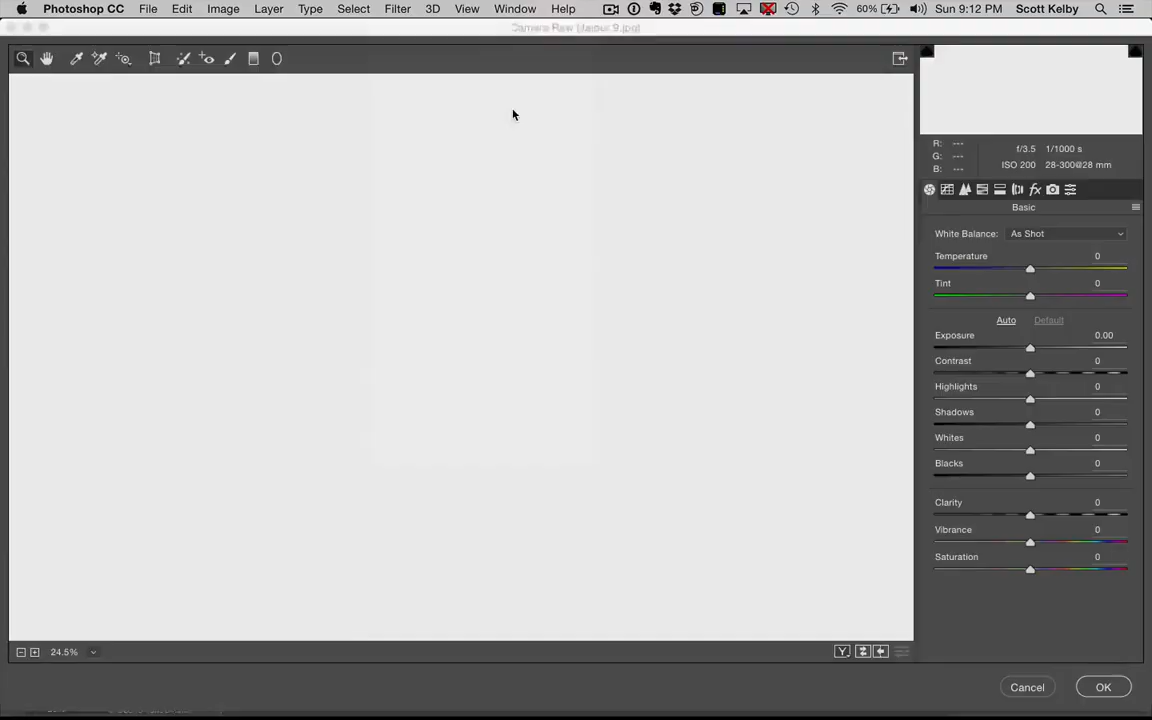 Photoshop CC File Edit Image Layer Type Select Filter 3D View Window Help 60% Sun 9:12 PM Scott Kelby
Camera Raw (Jaipur 9.jpg)
R: ---
G: ---
B: ---
f/3.5 1/1000 s
ISO 200 28-300@28 mm
fx
Basic
White Balance: As Shot
Temperature 0
Tint 0
Auto Default
Exposure 0.00
Contrast 0
Highlights 0
Shadows 0
Whites 0
Blacks 0
Clarity 0
Vibrance 0
Saturation 0
24.5% Y
Cancel OK